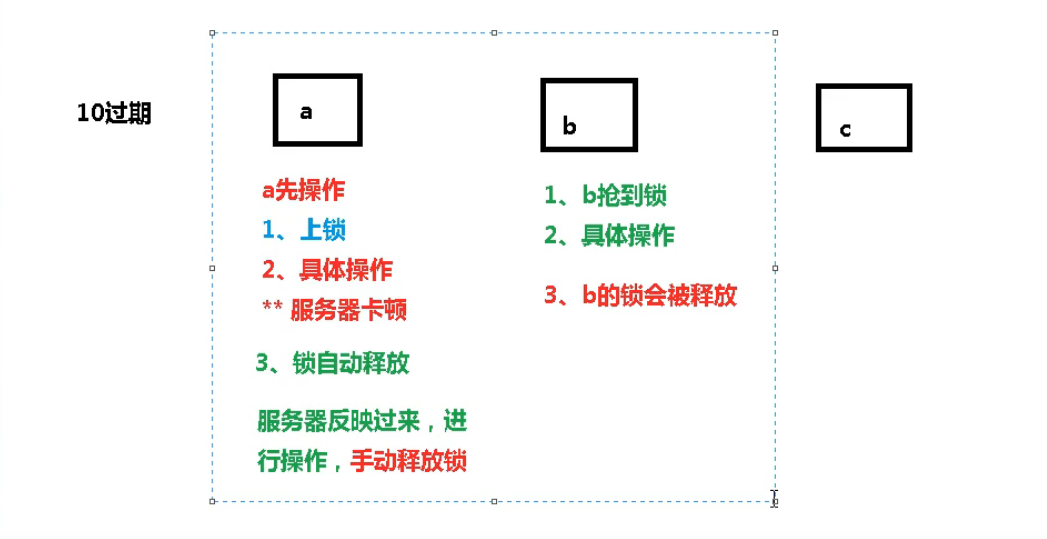 10过期
a
b
c
a先操作
1、上锁
2、具体操作
** 服务器卡顿
3、锁自动释放
服务器反映过来，进
行操作，手动释放锁
1、b抢到锁
2、具体操作
3、b的锁会被释放